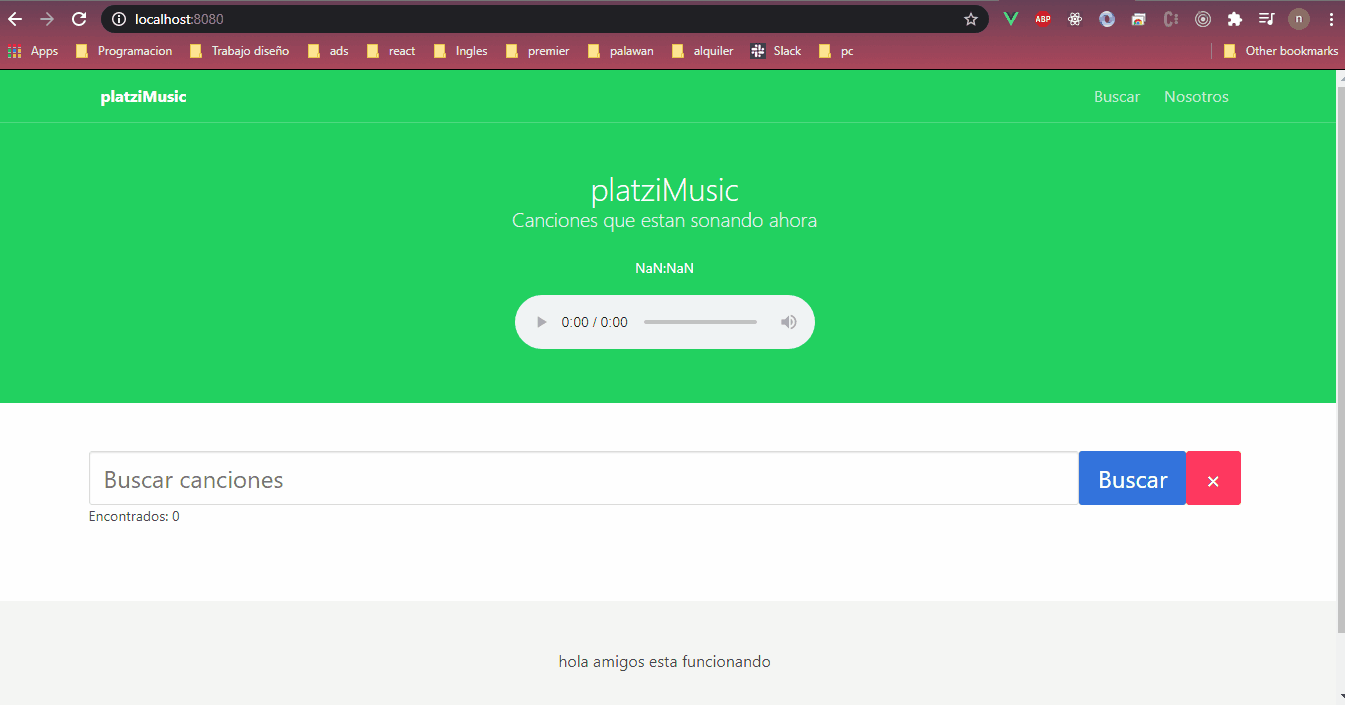 localhost:8080
ABP
n
Apps Programacion Trabajo diseño ads react Ingles premier palawan alquiler Slack pc Other bookmarks
platziMusic Buscar Nosotros
platziMusic
Canciones que estan sonando ahora
NaN:NaN
0:00 / 0:00
Buscar canciones Buscar ×
Encontrados: 0
hola amigos esta funcionando